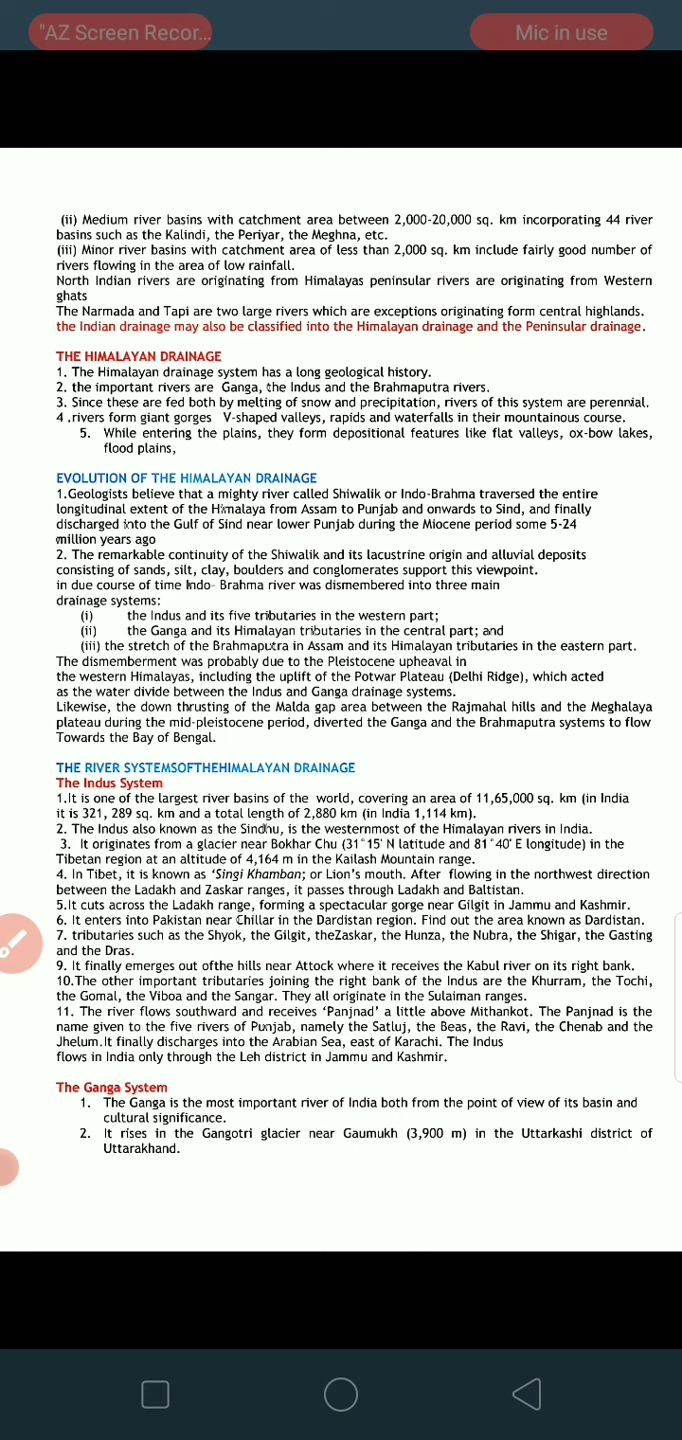 "AZ Screen Recor...
Mic in use
(ii) Medium river basins with catchment area between 2,000-20,000 sq. km incorporating 44 river
basins such as the Kalindi, the Periyar, the Meghna, etc.
(iii) Minor river basins with catchment area of less than 2,000 sq. km include fairly good number of
rivers flowing in the area of low rainfall.
North Indian rivers are originating from Himalayas peninsular rivers are originating from Western
ghats
The Narmada and Tapi are two large rivers which are exceptions originating form central highlands.
the Indian drainage may also be classified into the Himalayan drainage and the Peninsular drainage.
THE HIMALAYAN DRAINAGE
1. The Himalayan drainage system has a long geological history.
2. the important rivers are Ganga, the Indus and the Brahmaputra rivers.
3. Since these are fed both by melting of snow and precipitation, rivers of this system are perennial.
4 .rivers form giant gorges V-shaped valleys, rapids and waterfalls in their mountainous course.
5. While entering the plains, they form depositional features like flat valleys, ox-bow lakes,
flood plains,
EVOLUTION OF THE HIMALAYAN DRAINAGE
1.Geologists believe that a mighty river called Shiwalik or Indo-Brahma traversed the entire
longitudinal extent of the Himalaya from Assam to Punjab and onwards to Sind, and finally
discharged into the Gulf of Sind near lower Punjab during the Miocene period some 5-24
million years ago
2. The remarkable continuity of the Shiwalik and its lacustrine origin and alluvial deposits
consisting of sands, silt, clay, boulders and conglomerates support this viewpoint.
in due course of time Indo- Brahma river was dismembered into three main
drainage systems:
(i) the Indus and its five tributaries in the western part;
(ii) the Ganga and its Himalayan tributaries in the central part; and
(iii) the stretch of the Brahmaputra in Assam and its Himalayan tributaries in the eastern part.
The dismemberment was probably due to the Pleistocene upheaval in
the western Himalayas, including the uplift of the Potwar Plateau (Delhi Ridge), which acted
as the water divide between the Indus and Ganga drainage systems.
Likewise, the down thrusting of the Malda gap area between the Rajmahal hills and the Meghalaya
plateau during the mid-pleistocene period, diverted the Ganga and the Brahmaputra systems to flow
Towards the Bay of Bengal.
THE RIVER SYSTEMSOFTHEHIMALAYAN DRAINAGE
The Indus System
1.It is one of the largest river basins of the world, covering an area of 11,65,000 sq. km (in India
it is 321, 289 sq. km and a total length of 2,880 km (in India 1,114 km).
2. The Indus also known as the Sindhu, is the westernmost of the Himalayan rivers in India.
3. It originates from a glacier near Bokhar Chu (31°15' N latitude and 81°40' E longitude) in the
Tibetan region at an altitude of 4,164 m in the Kailash Mountain range.
4. In Tibet, it is known as 'Singi Khamban; or Lion's mouth. After flowing in the northwest direction
between the Ladakh and Zaskar ranges, it passes through Ladakh and Baltistan.
5.It cuts across the Ladakh range, forming a spectacular gorge near Gilgit in Jammu and Kashmir.
6. It enters into Pakistan near Chillar in the Dardistan region. Find out the area known as Dardistan.
7. tributaries such as the Shyok, the Gilgit, theZaskar, the Hunza, the Nubra, the Shigar, the Gasting
and the Dras.
9. It finally emerges out ofthe hills near Attock where it receives the Kabul river on its right bank.
10.The other important tributaries joining the right bank of the Indus are the Khurram, the Tochi,
the Gomal, the Viboa and the Sangar. They all originate in the Sulaiman ranges.
11. The river flows southward and receives 'Panjnad' a little above Mithankot. The Panjnad is the
name given to the five rivers of Punjab, namely the Satluj, the Beas, the Ravi, the Chenab and the
Jhelum.It finally discharges into the Arabian Sea, east of Karachi. The Indus
flows in India only through the Leh district in Jammu and Kashmir.
The Ganga System
1. The Ganga is the most important river of India both from the point of view of its basin and
cultural significance.
2. It rises in the Gangotri glacier near Gaumukh (3,900 m) in the Uttarkashi district of
Uttarakhand.